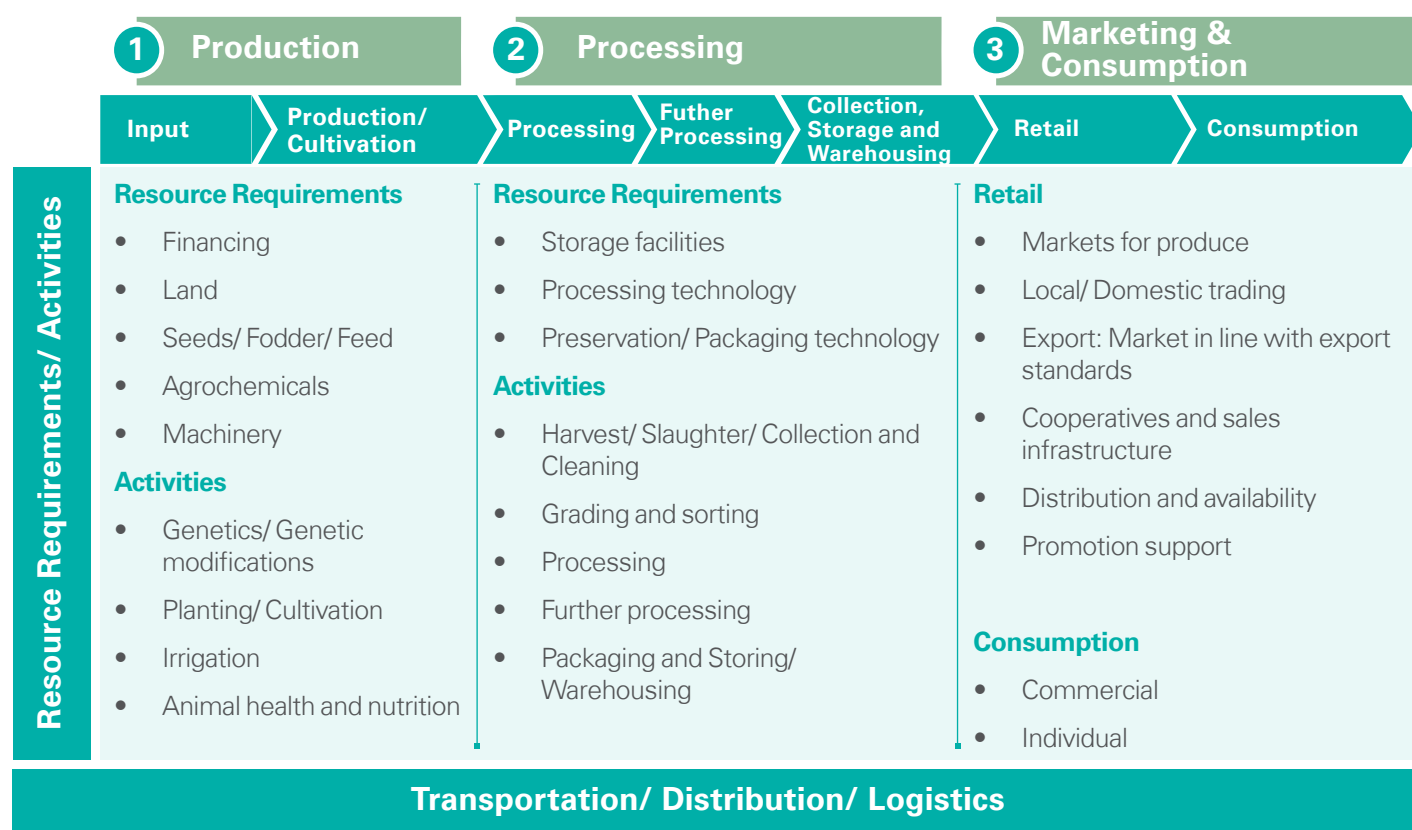 1 Production
2 Processing
3 Marketing &
Consumption
Input
Production/
Cultivation
Processing
Futher
Processing
Collection,
Storage and
Warehousing
Retail
Consumption
Resource Requirements/ Activities
Resource Requirements
• Financing
• Land
• Seeds/ Fodder/ Feed
• Agrochemicals
• Machinery
Activities
• Genetics/ Genetic
modifications
• Planting/ Cultivation
• Irrigation
• Animal health and nutrition
Resource Requirements
• Storage facilities
• Processing technology
• Preservation/ Packaging technology
Activities
• Harvest/ Slaughter/ Collection and
Cleaning
• Grading and sorting
• Processing
• Further processing
• Packaging and Storing/
Warehousing
Retail
• Markets for produce
• Local/ Domestic trading
• Export: Market in line with export
standards
• Cooperatives and sales
infrastructure
• Distribution and availability
• Promotion support
Consumption
• Commercial
• Individual
Transportation/ Distribution/ Logistics